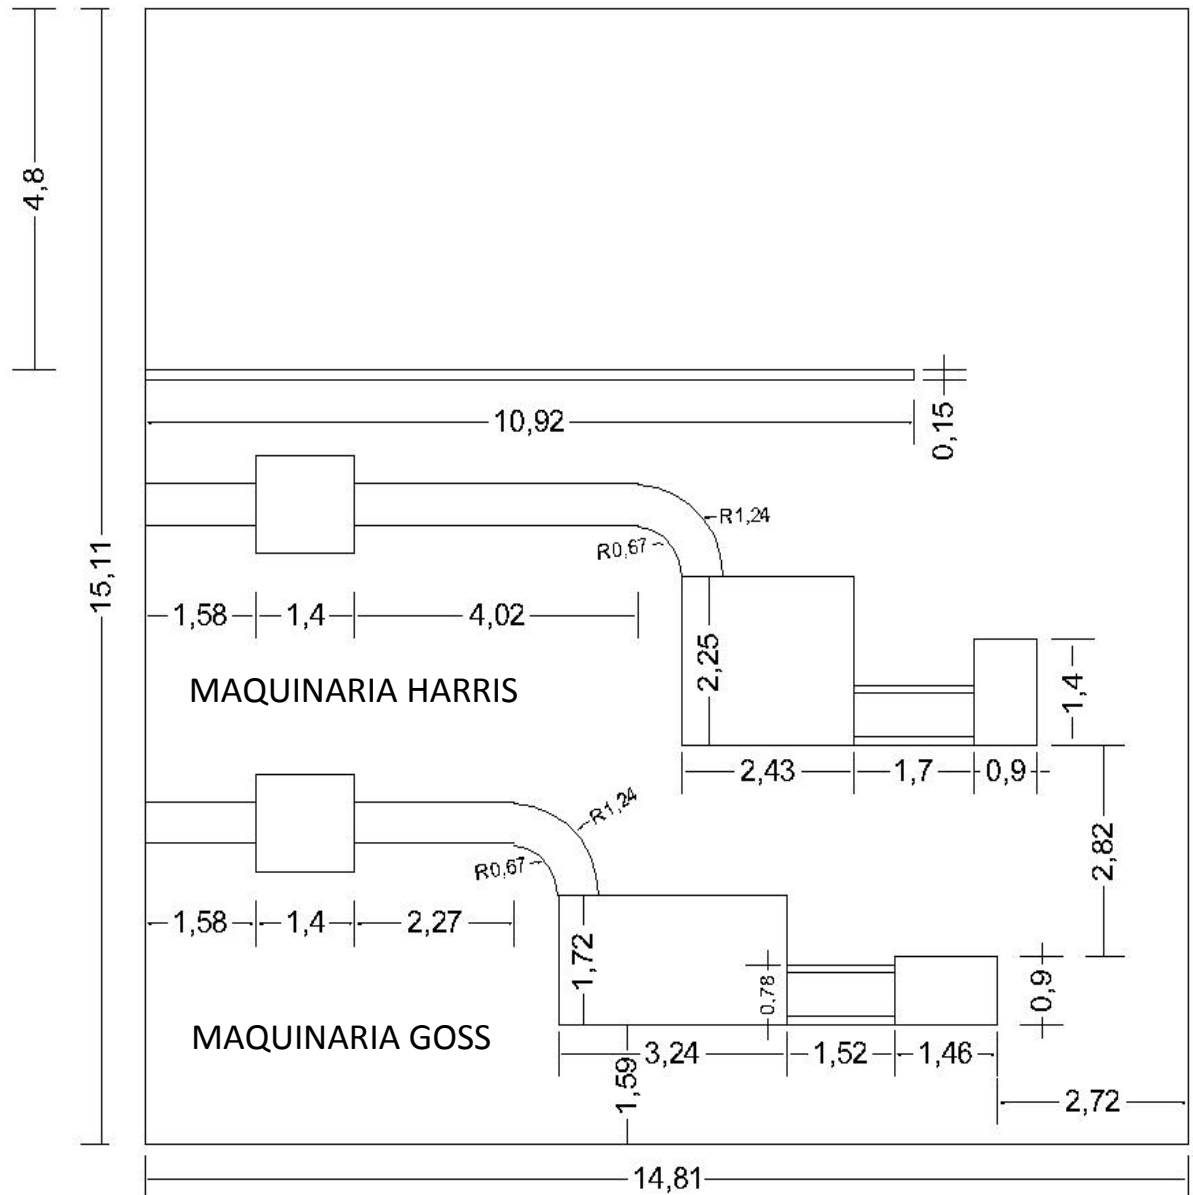 4,8
15,11
10,92
0,15
R1,24
R0,67
1,58 1,4 4,02
2,25
1,4
MAQUINARIA HARRIS
2,43 1,7 0,9
R1,24
R0,67
2,82
1,58 1,4 2,27
1,72
0.78
0,9
MAQUINARIA GOSS
3,24 1,52 1,46
1,59
2,72
14,81